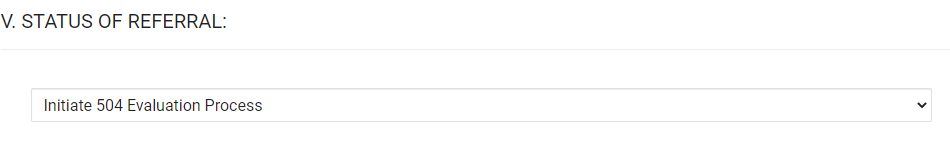 V. STATUS OF REFERRAL:
Initiate 504 Evaluation Process